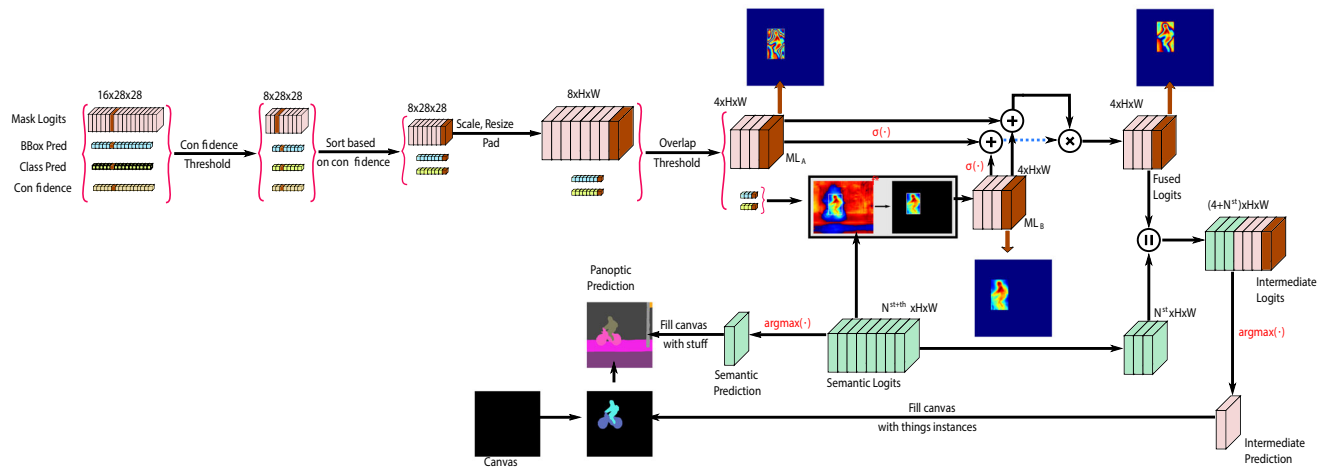 16x28x28
Mask Logits
BBox Pred
Class Pred
Con fidence
Con fidence
Threshold
8x28x28
Sort based
on con fidence
8x28x28
Scale, Resize
Pad
8xHxW
Overlap
Threshold
4xHxW
ML_A
σ(·)
σ(·)
4xHxW
ML_B
4xHxW
Fused
Logits
(4+N^st)xHxW
Intermediate
Logits
argmax(·)
N^st xHxW
N^st+th xHxW
Semantic Logits
argmax(·)
Semantic
Prediction
Fill canvas
with stuff
Panoptic
Prediction
Canvas
Fill canvas
with things instances
Intermediate
Prediction